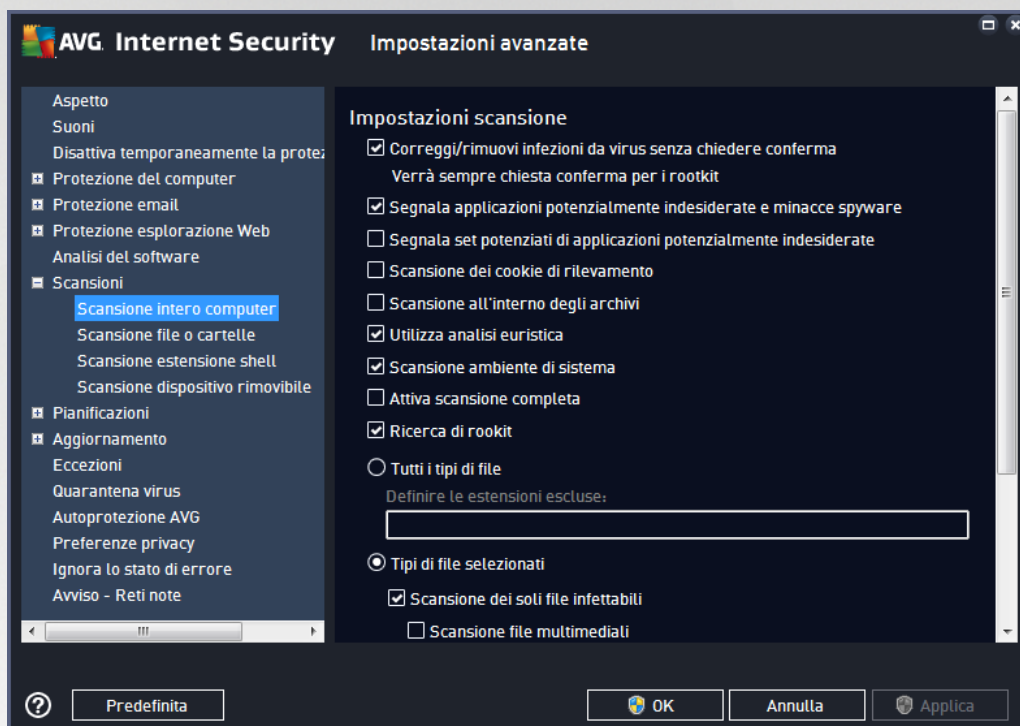 AVG Internet Security
Impostazioni avanzate
Aspetto
Suoni
Disattiva temporaneamente la protez
Protezione del computer
Protezione email
Protezione esplorazione Web
Analisi del software
Scansioni
Scansione intero computer
Scansione file o cartelle
Scansione estensione shell
Scansione dispositivo rimovibile
Pianificazioni
Aggiornamento
Eccezioni
Quarantena virus
Autoprotezione AVG
Preferenze privacy
Ignora lo stato di errore
Avviso - Reti note
Impostazioni scansione
Correggi/rimuovi infezioni da virus senza chiedere conferma
Verrà sempre chiesta conferma per i rootkit
Segnala applicazioni potenzialmente indesiderate e minacce spyware
Segnala set potenziati di applicazioni potenzialmente indesiderate
Scansione dei cookie di rilevamento
Scansione all'interno degli archivi
Utilizza analisi euristica
Scansione ambiente di sistema
Attiva scansione completa
Ricerca di rookit
Tutti i tipi di file
Definire le estensioni escluse:
Tipi di file selezionati
Scansione dei soli file infettabili
Scansione file multimediali
Predefinita
OK
Annulla
Applica